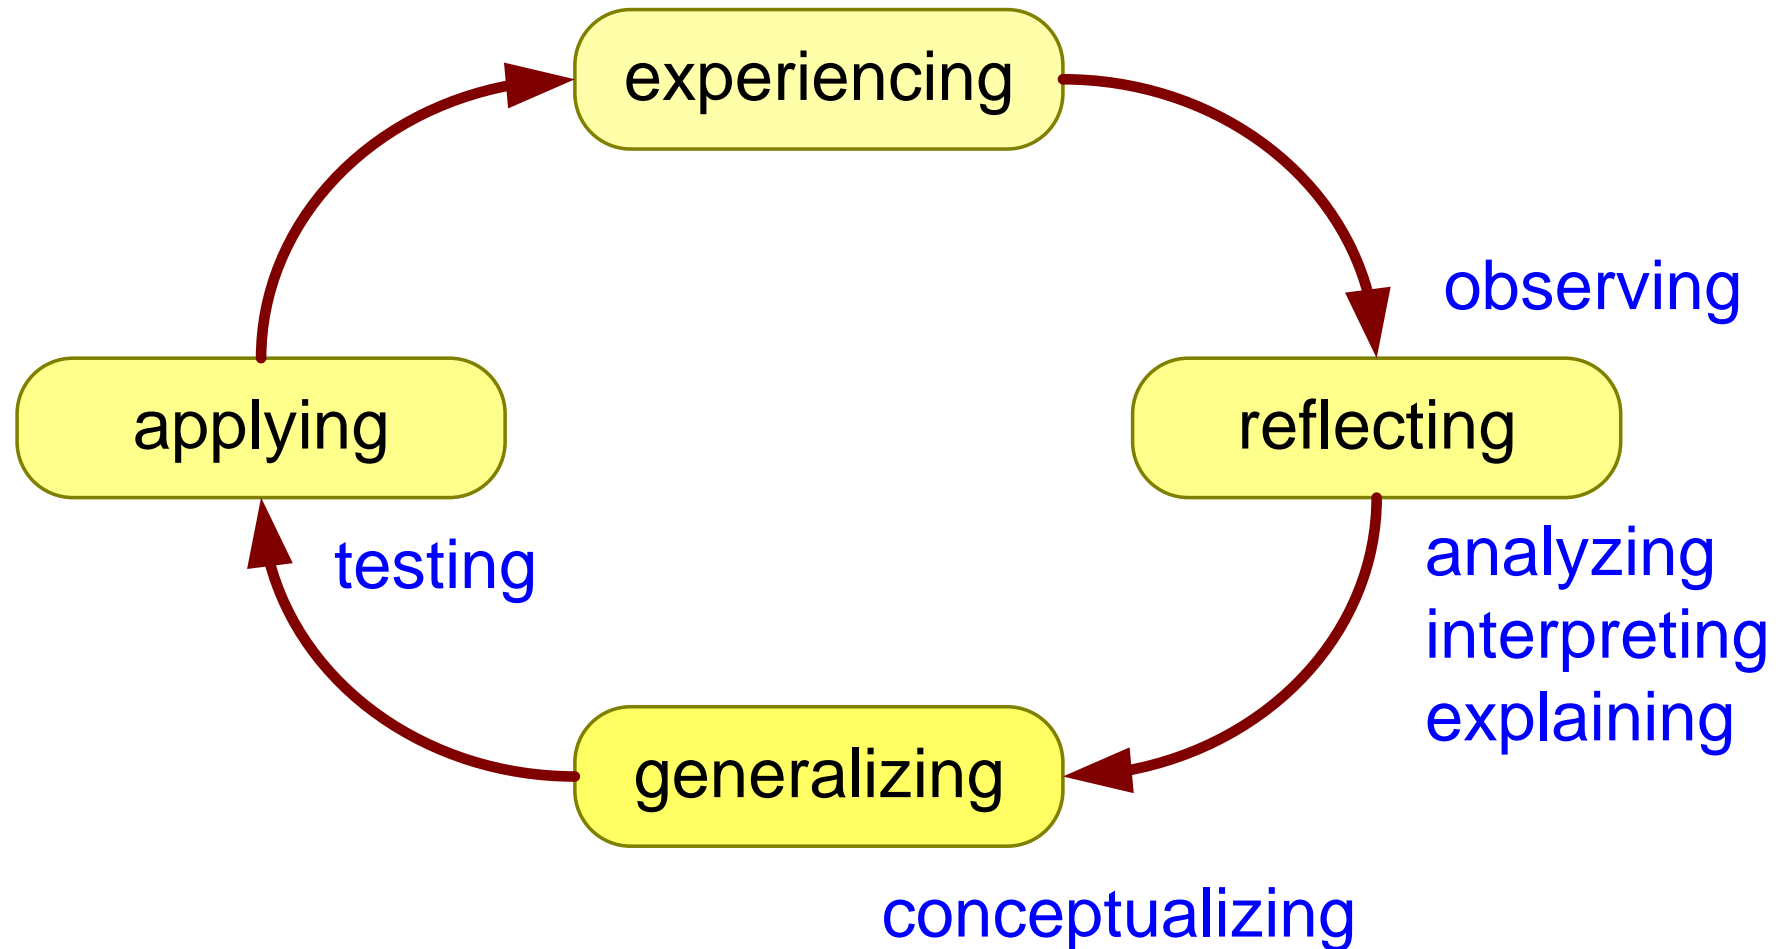 experiencing
observing
applying
reflecting
testing
analyzing
interpreting
explaining
generalizing
conceptualizing